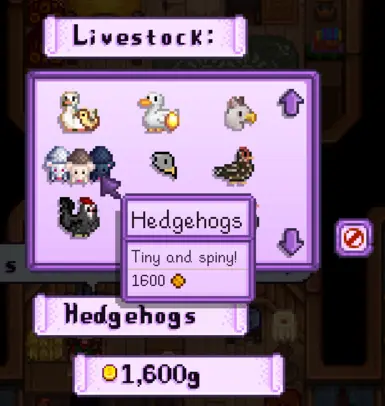 Livestock:
Hedgehogs
Tiny and spiny!
1600
s
Hedgehogs
1,600g